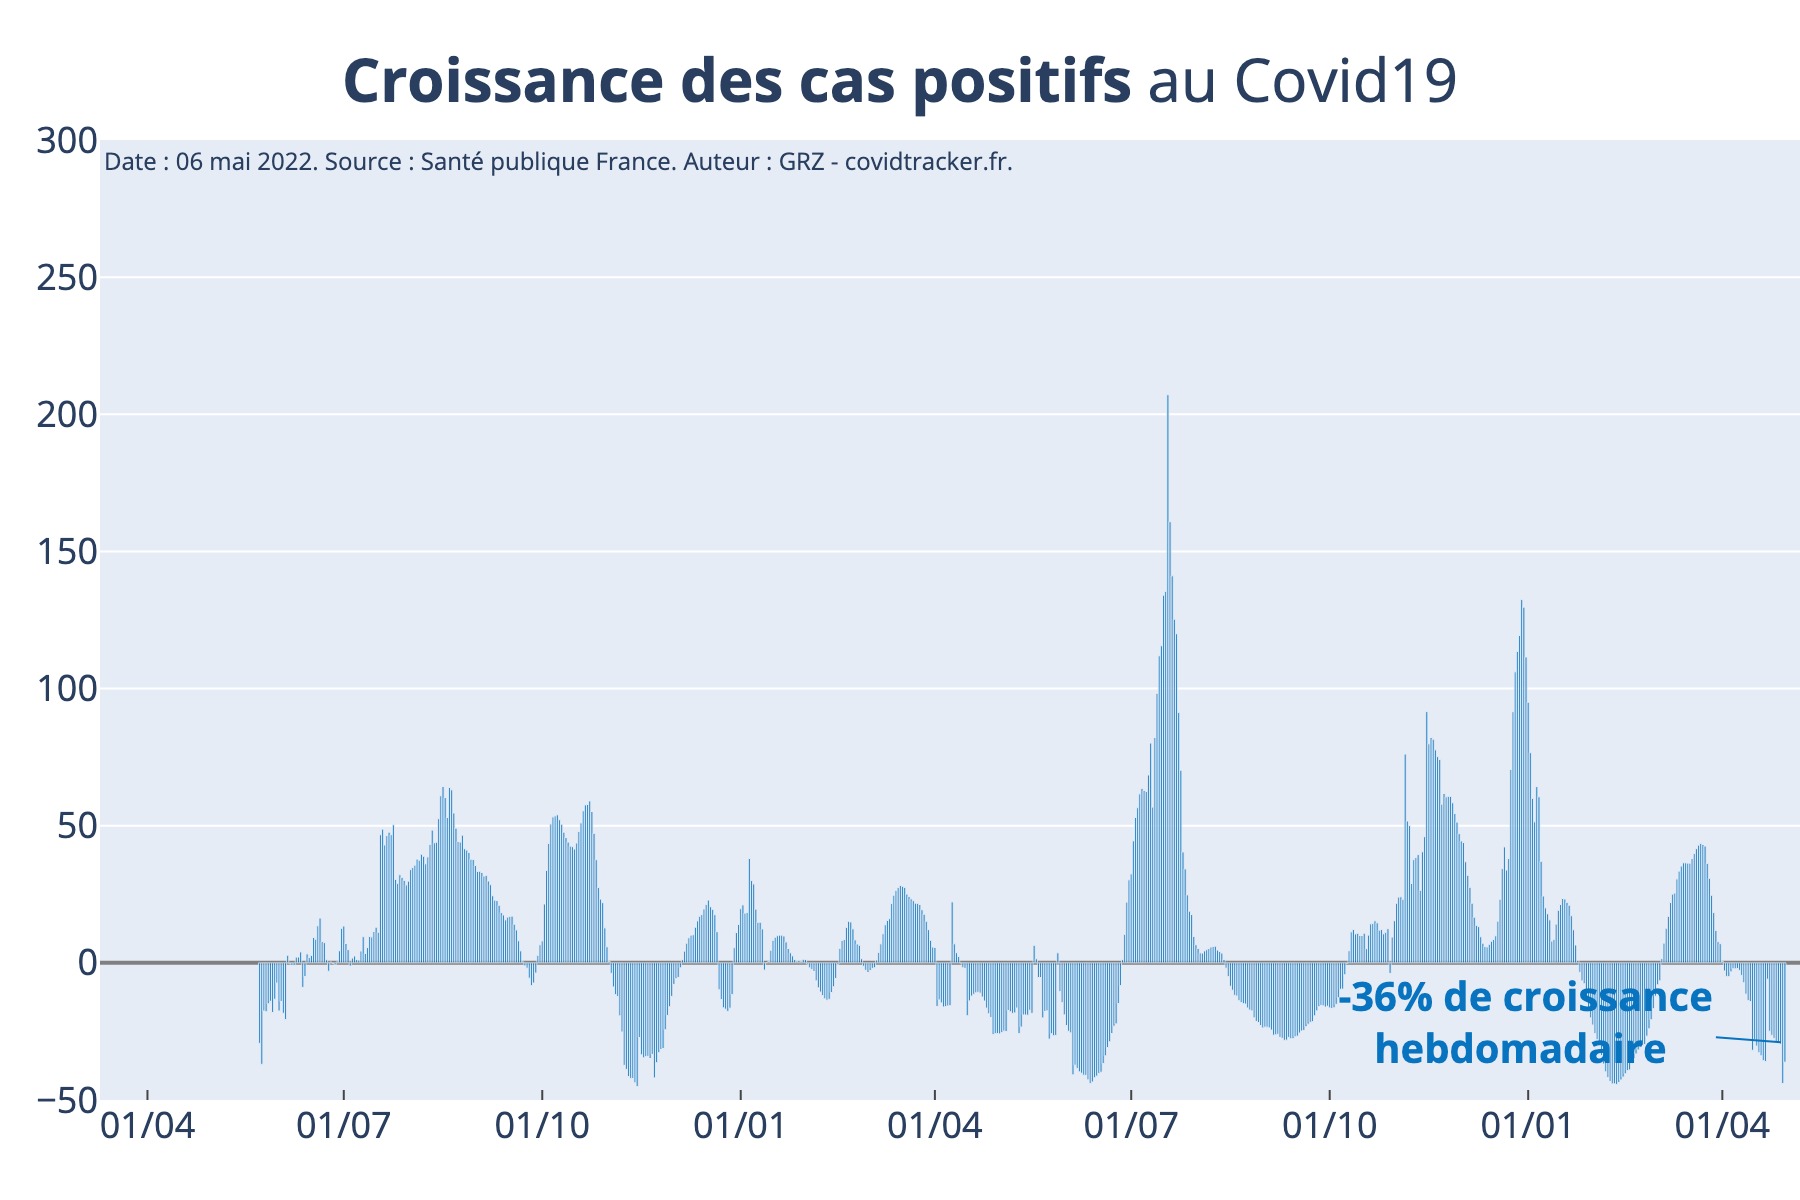 Croissance des cas positifs au Covid19
300
Date : 06 mai 2022. Source : Santé publique France. Auteur : GRZ - covidtracker.fr.
250
200
150
100
50
0
-36% de croissance
hebdomadaire
−50
01/04 01/07 01/10 01/01 01/04 01/07 01/10 01/01 01/04